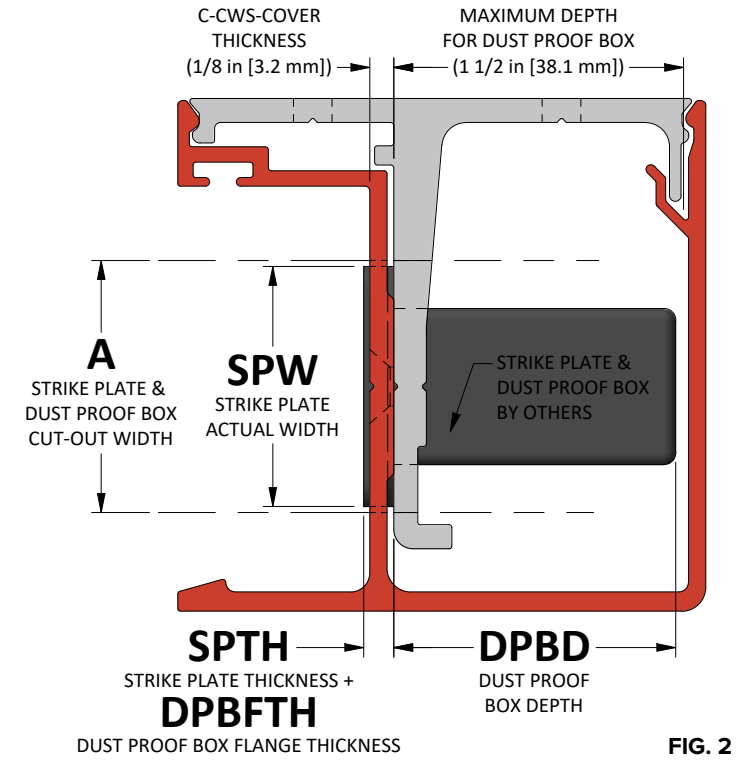 C-CWS-COVER
THICKNESS
(1/8 in [3.2 mm])
MAXIMUM DEPTH
FOR DUST PROOF BOX
(1 1/2 in [38.1 mm])
A
STRIKE PLATE &
DUST PROOF BOX
CUT-OUT WIDTH
SPW
STRIKE PLATE
ACTUAL WIDTH
STRIKE PLATE &
DUST PROOF BOX
BY OTHERS
SPTH
STRIKE PLATE THICKNESS +
DPBFTH
DUST PROOF BOX FLANGE THICKNESS
DPBD
DUST PROOF
BOX DEPTH
FIG. 2